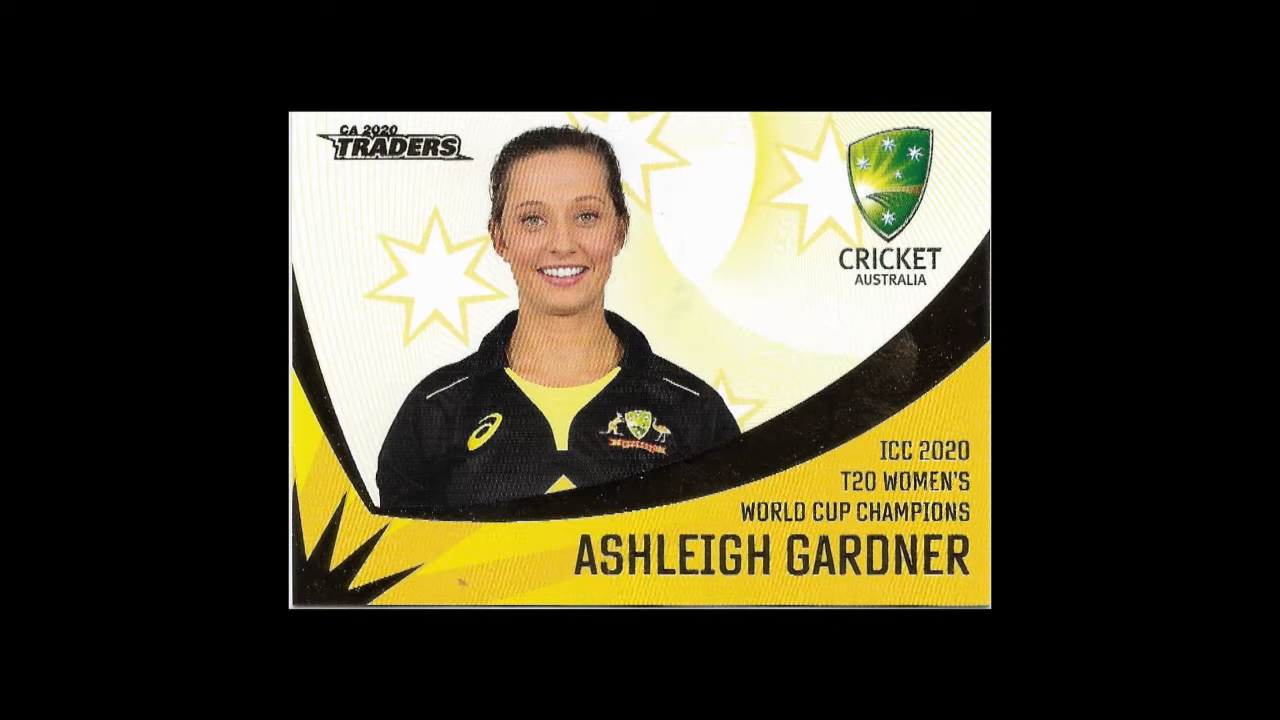 CA 2020
TRADERS
CRICKET
AUSTRALIA
ICC 2020
T20 WOMEN'S
WORLD CUP CHAMPIONS
ASHLEIGH GARDNER